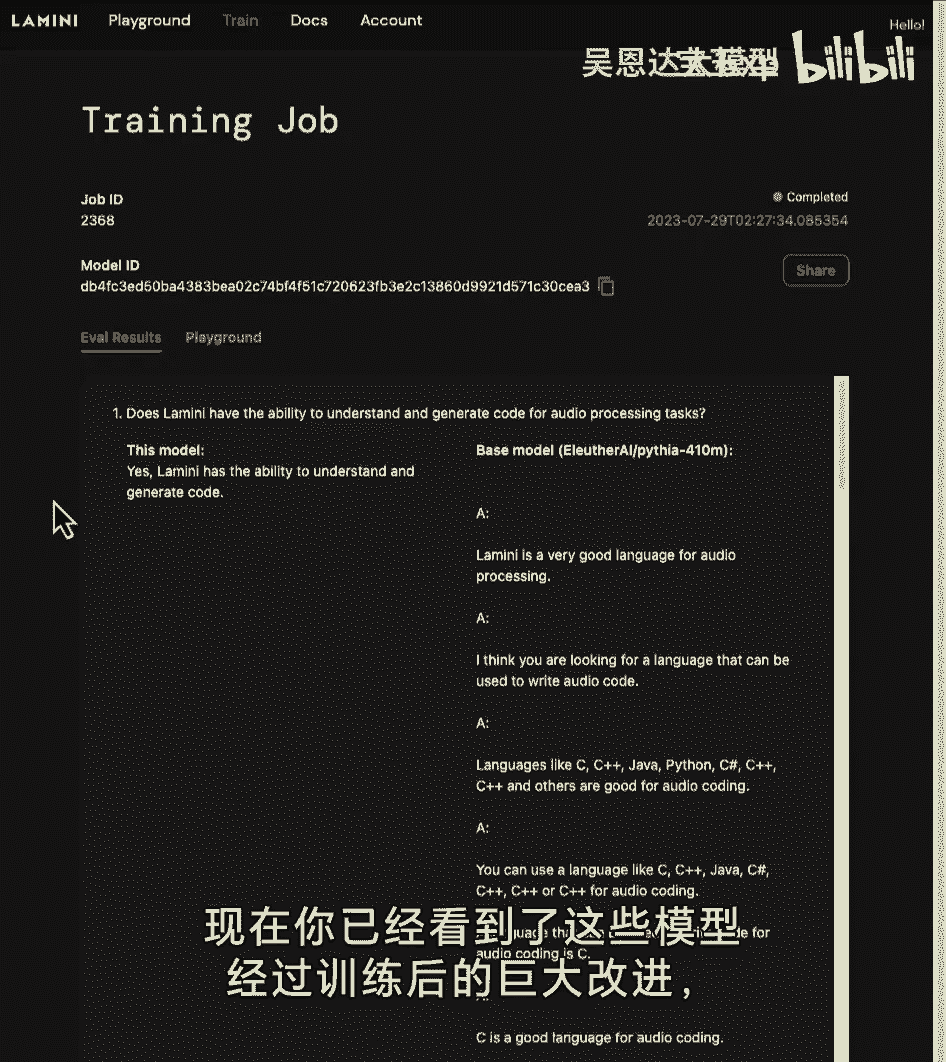 LAMINI Playground Train Docs Account
Hello!
吴恩达大模型 bilibili
Training Job
Job ID
Completed
2368
2023-07-29T02:27:34.085354
Model ID
Share
db4fc3ed50ba4383bea02c74bf4f51c720623fb3e2c13860d9921d571c30cea3
Eval Results Playground
1. Does Lamini have the ability to understand and generate code for audio processing tasks?
This model:
Yes, Lamini has the ability to understand and
generate code.
Base model (EleutherAI/pythia-410m):
A:
Lamini is a very good language for audio
processing.
A:
I think you are looking for a language that can be
used to write audio code.
A:
Languages like C, C++, Java, Python, C#, C++,
C++ and others are good for audio coding.
A:
You can use a language like C, C++, Java, C#,
C++, C++ or C++ for audio coding.
audio coding is C.
C is a good language for audio coding.
现在你已经看到了这些模型
经过训练后的巨大改进，